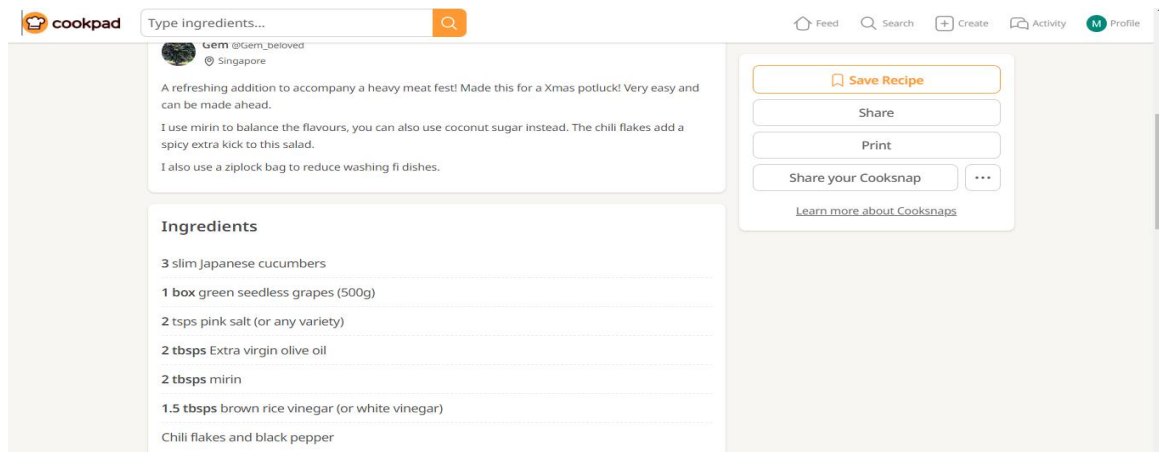 cookpad
Type ingredients...
Feed
Search
Create
Activity
M
Profile
Gem @Gem_beloved
Singapore
A refreshing addition to accompany a heavy meat fest! Made this for a Xmas potluck! Very easy and
can be made ahead.
I use mirin to balance the flavours, you can also use coconut sugar instead. The chili flakes add a
spicy extra kick to this salad.
I also use a ziplock bag to reduce washing fi dishes.
Ingredients
3 slim Japanese cucumbers
1 box green seedless grapes (500g)
2 tsps pink salt (or any variety)
2 tbsps Extra virgin olive oil
2 tbsps mirin
1.5 tbsps brown rice vinegar (or white vinegar)
Chili flakes and black pepper
Save Recipe
Share
Print
Share your Cooksnap
Learn more about Cooksnaps